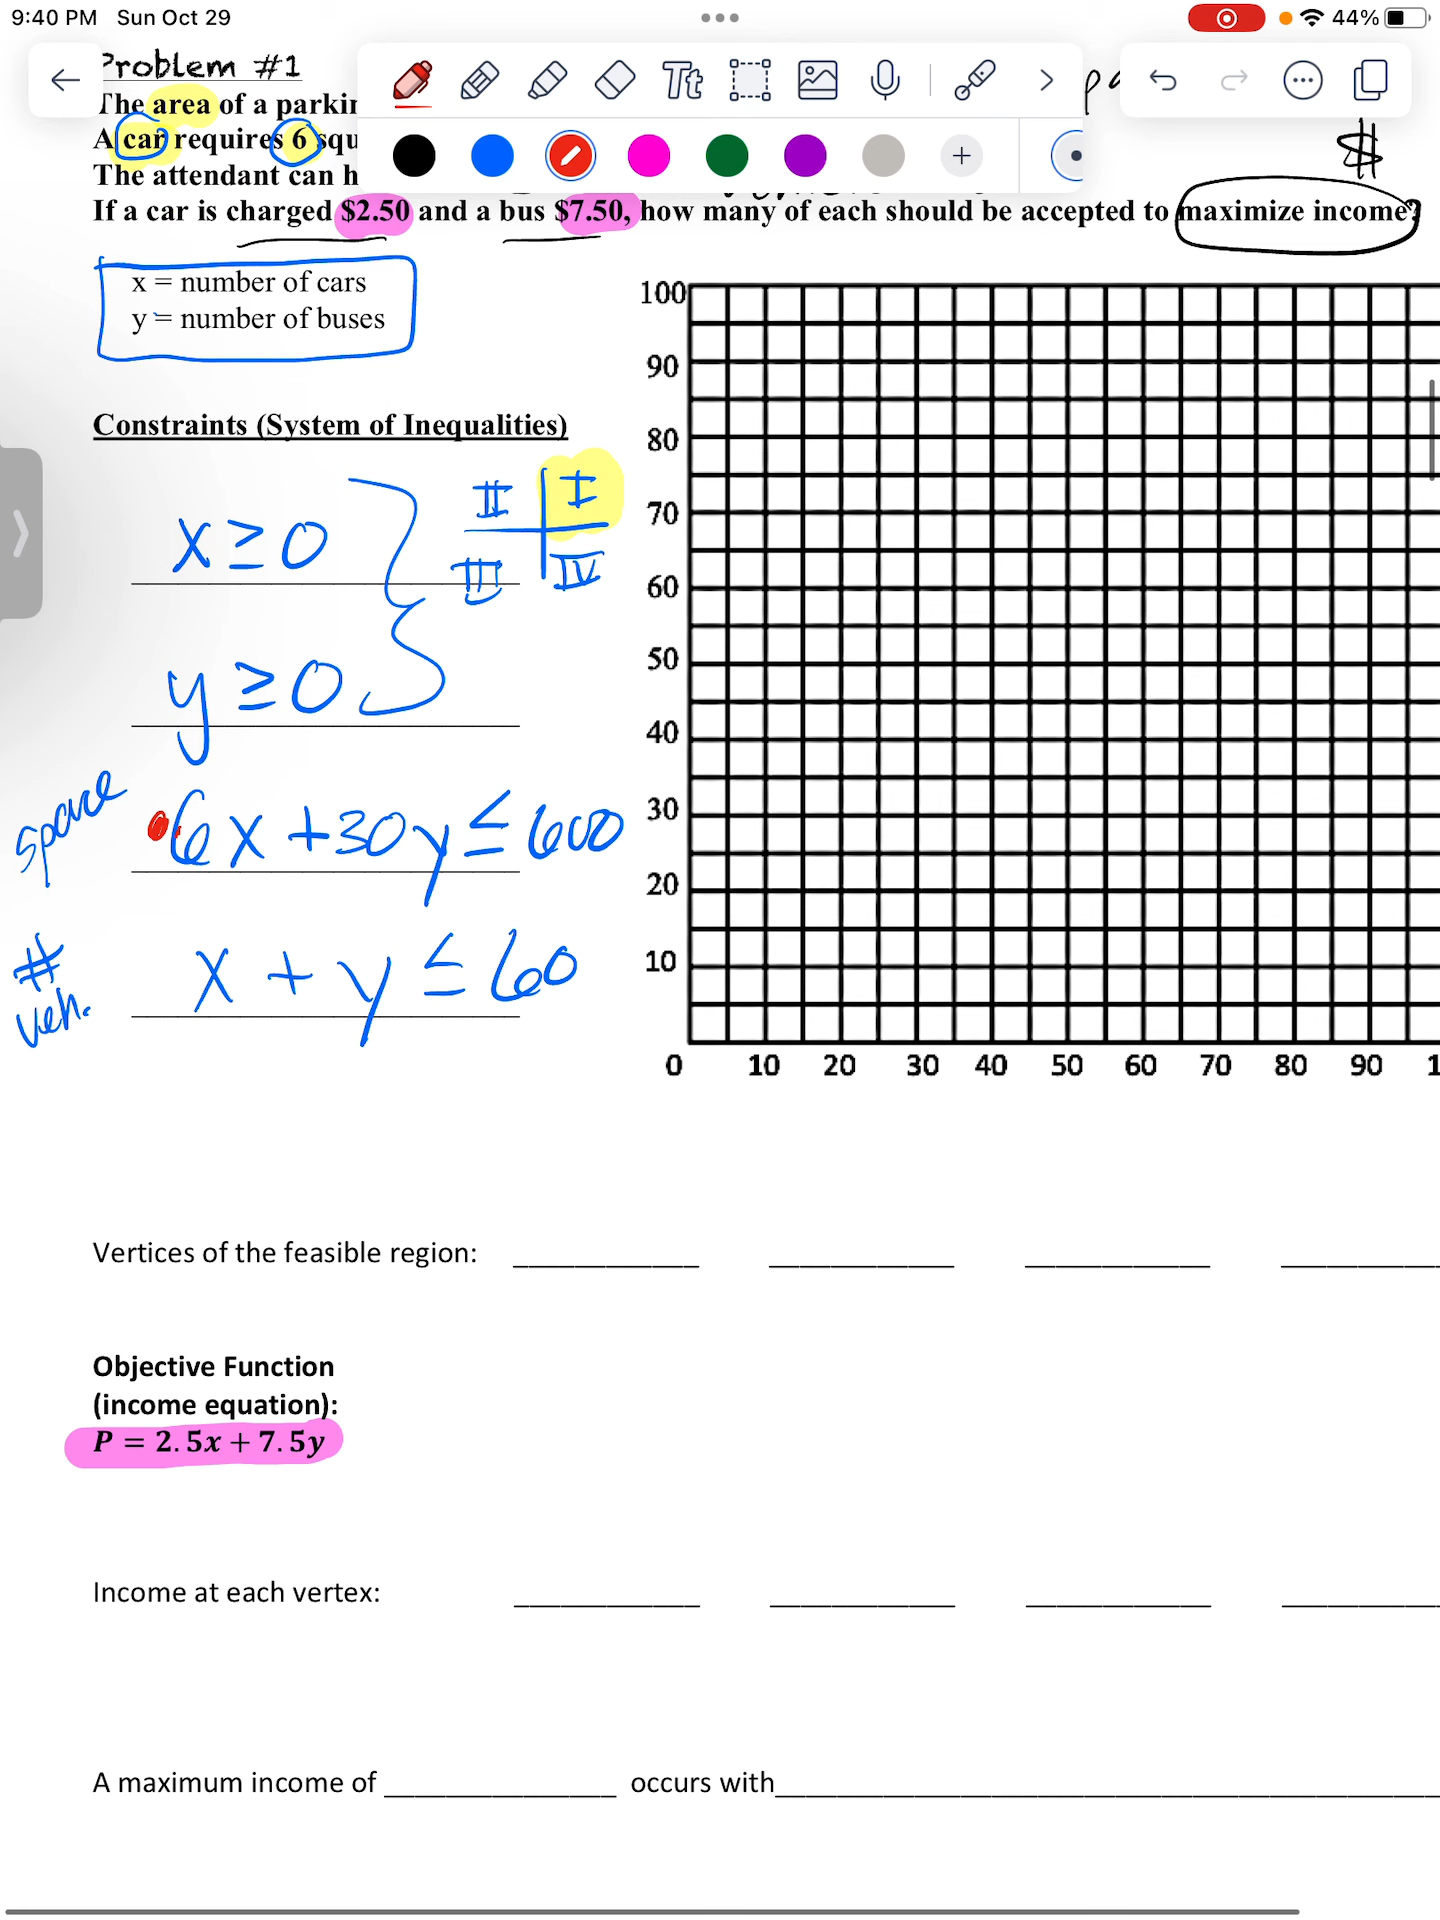 9:40 PM Sun Oct 29
44%
Problem #1
The area of a parkin
A car requires 6 squ
The attendant can h
Tt
$
If a car is charged $2.50 and a bus $7.50, how many of each should be accepted to maximize income?
x = number of cars
y = number of buses
Constraints (System of Inequalities)
II I
III IV
x ≥ 0
y ≥ 0
space 6x + 30y ≤ 600
# veh. x + y ≤ 60
100
90
80
70
60
50
40
30
20
10
0 10 20 30 40 50 60 70 80 90 1
Vertices of the feasible region:
Objective Function
(income equation):
P = 2.5x + 7.5y
Income at each vertex:
A maximum income of ______ occurs with______